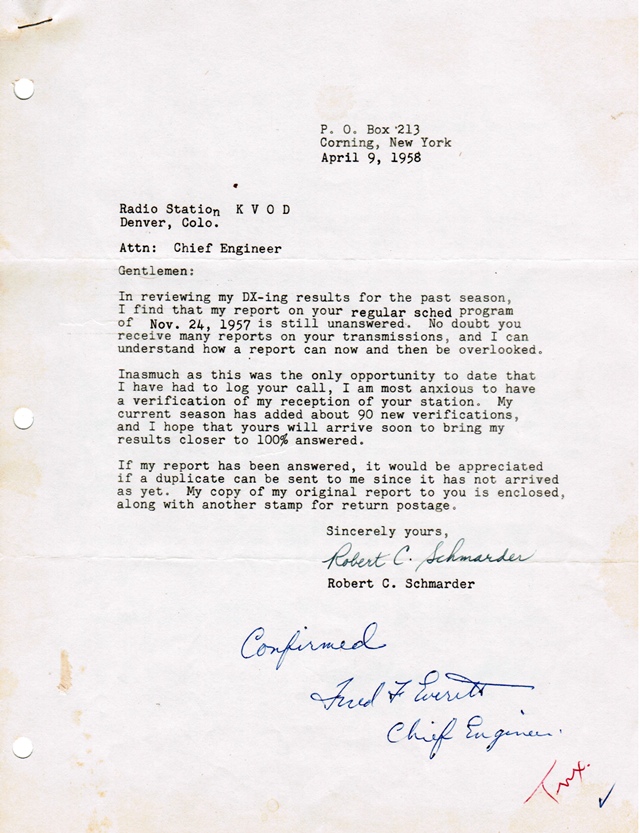 P. O. Box 213
Corning, New York
April 9, 1958
Radio Station K V O D
Denver, Colo.
Attn: Chief Engineer
Gentlemen:
In reviewing my DX-ing results for the past season,
I find that my report on your regular sched program
of Nov. 24, 1957 is still unanswered. No doubt you
receive many reports on your transmissions, and I can
understand how a report can now and then be overlooked.
Inasmuch as this was the only opportunity to date that
I have had to log your call, I am most anxious to have
a verification of my reception of your station. My
current season has added about 90 new verifications,
and I hope that yours will arrive soon to bring my
results closer to 100% answered.
If my report has been answered, it would be appreciated
if a duplicate can be sent to me since it has not arrived
as yet. My copy of my original report to you is enclosed,
along with another stamp for return postage.
Sincerely yours,
Robert C. Schmarder
Robert C. Schmarder
Confirmed
Fred F Everett
Chief Engineer.